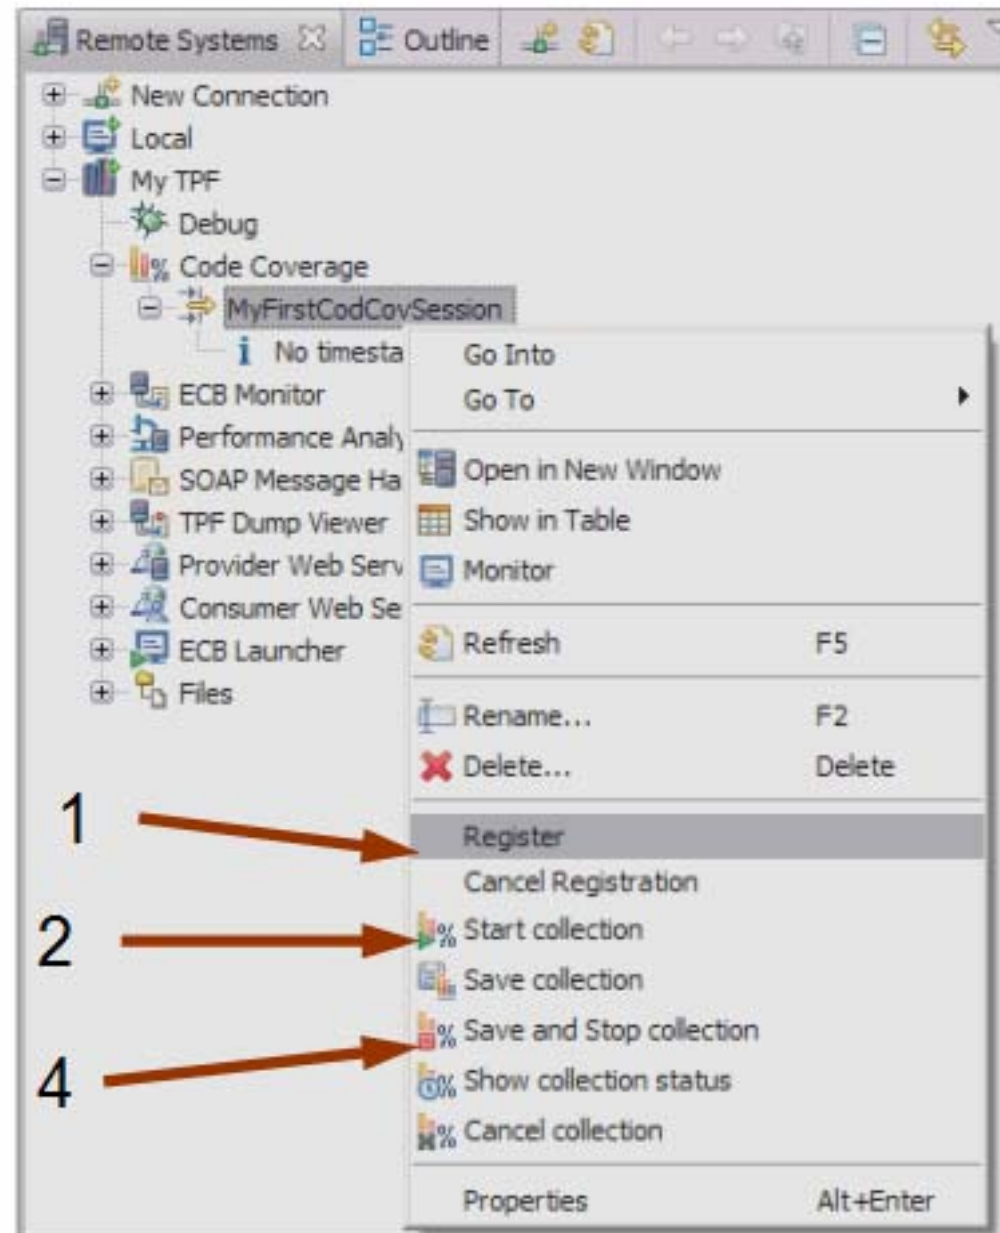 Remote Systems Outline
New Connection
Local
My TPF
Debug
Code Coverage
MyFirstCodCovSession
No timesta
ECB Monitor
Performance Analy
SOAP Message Ha
TPF Dump Viewer
Provider Web Serv
Consumer Web Se
ECB Launcher
Files
Go Into
Go To
Open in New Window
Show in Table
Monitor
Refresh F5
Rename... F2
Delete... Delete
1
Register
Cancel Registration
2
Start collection
Save collection
Save and Stop collection
4
Show collection status
Cancel collection
Properties Alt+Enter